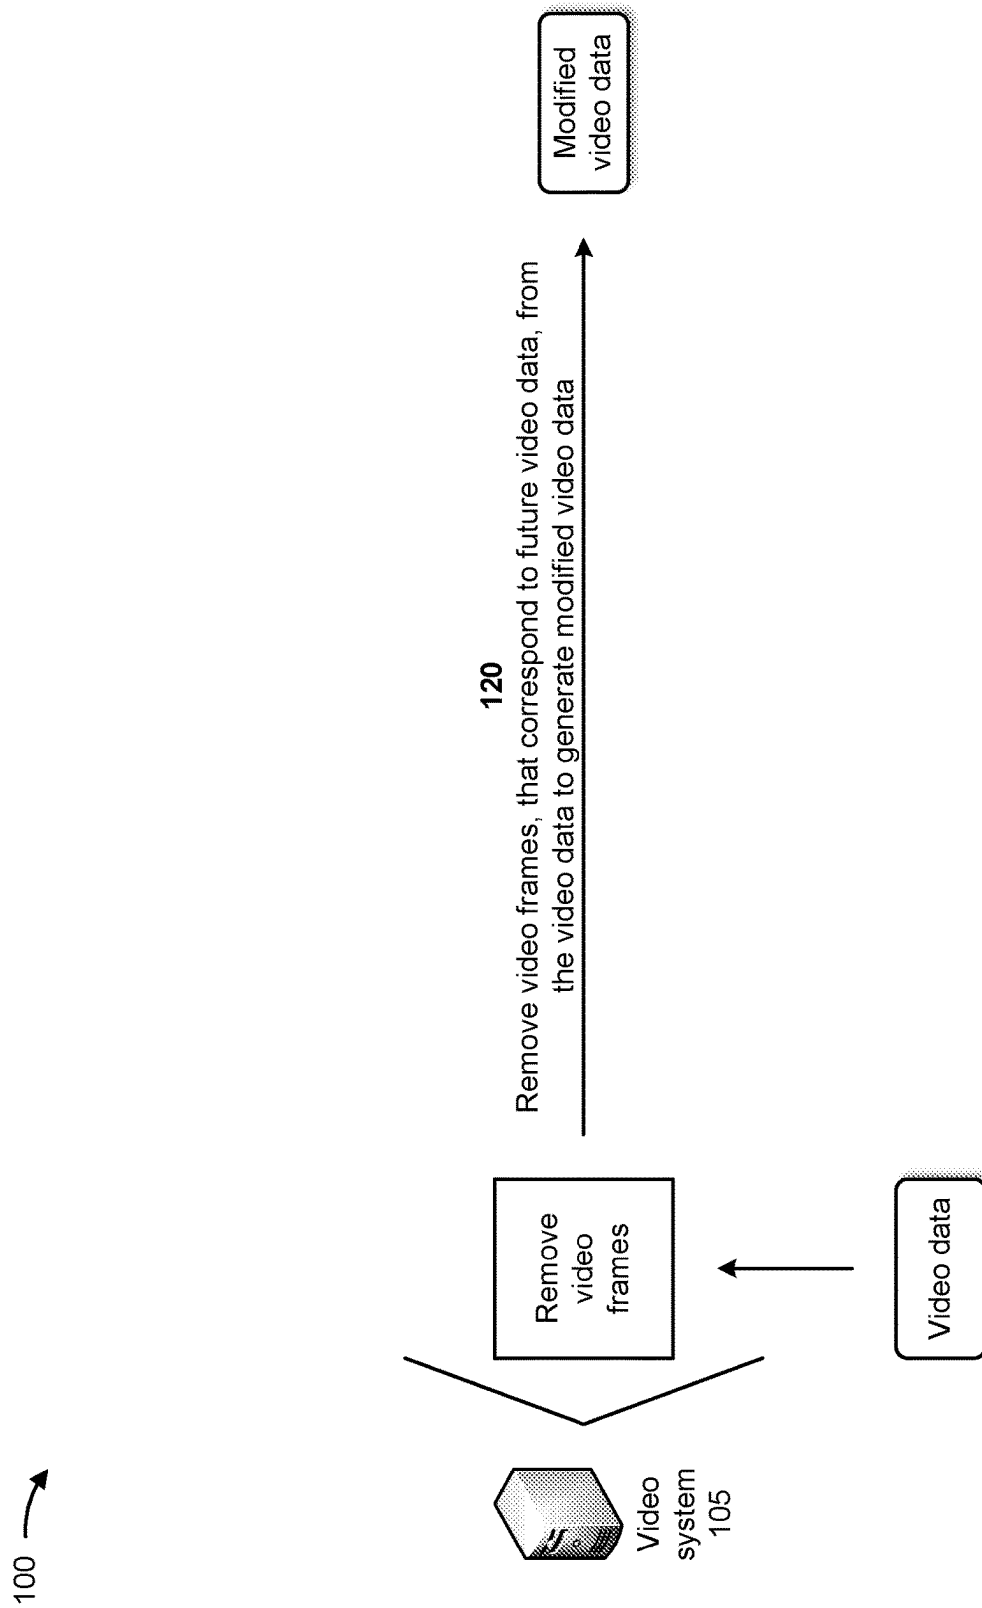 100
120
Remove video frames, that correspond to future video data, from
the video data to generate modified video data
Video
system
105
Remove
video
frames
Modified
video data
Video data